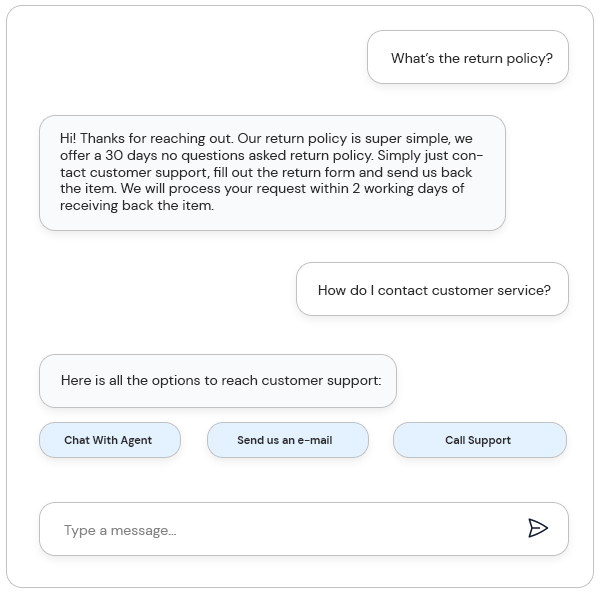 What’s the return policy?
Hi! Thanks for reaching out. Our return policy is super simple, we
offer a 30 days no questions asked return policy. Simply just con-
tact customer support, fill out the return form and send us back
the item. We will process your request within 2 working days of
receiving back the item.
How do I contact customer service?
Here is all the options to reach customer support:
Chat With Agent
Send us an e-mail
Call Support
Type a message...